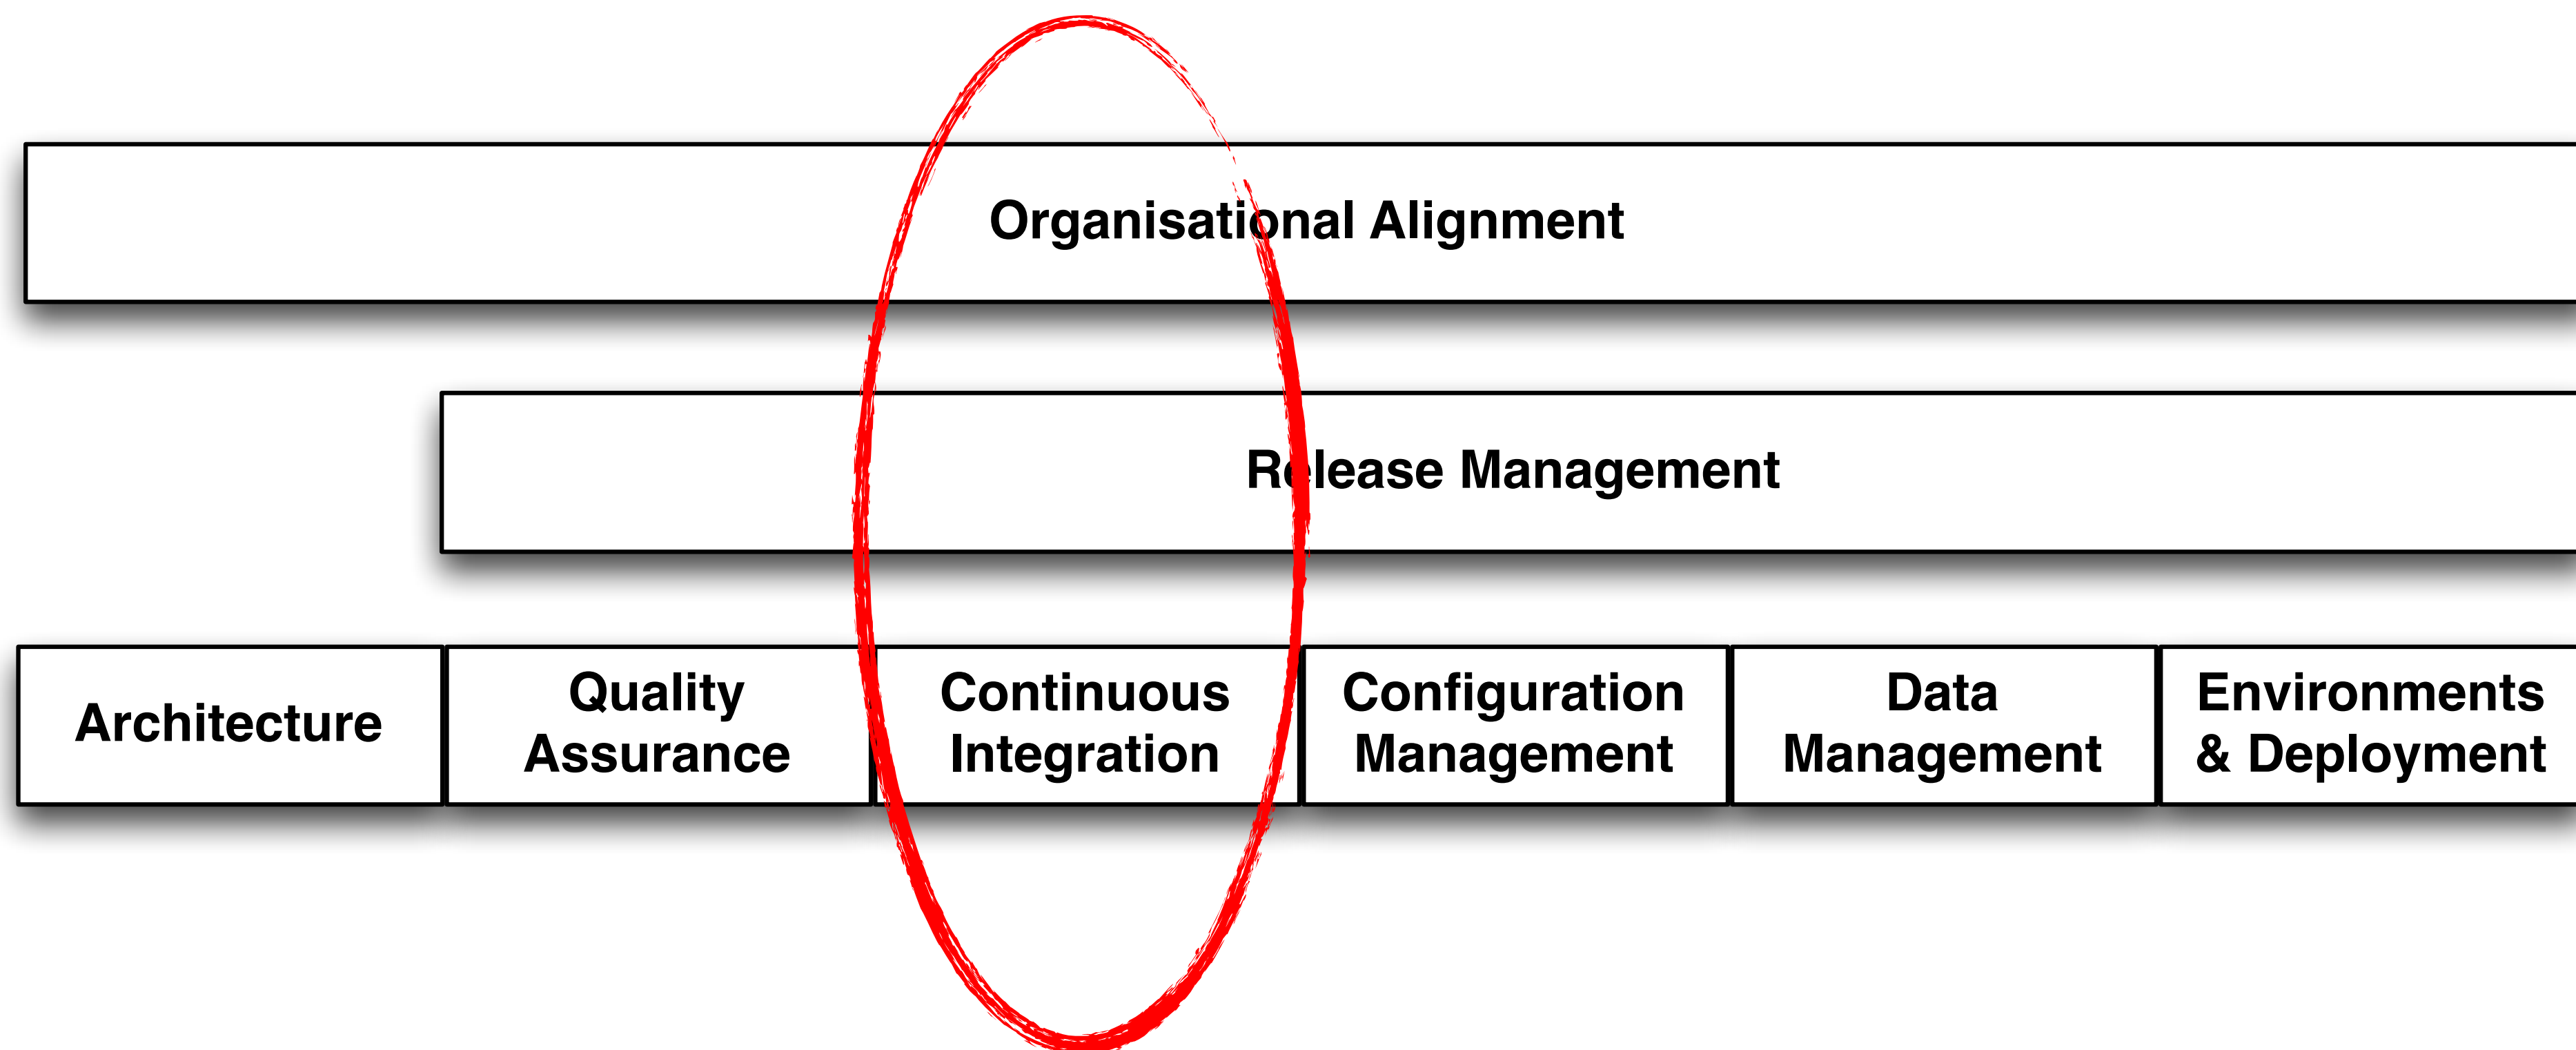 Organisational Alignment
Release Management
Architecture
Quality
Assurance
Continuous
Integration
Configuration
Management
Data
Management
Environments
& Deployment